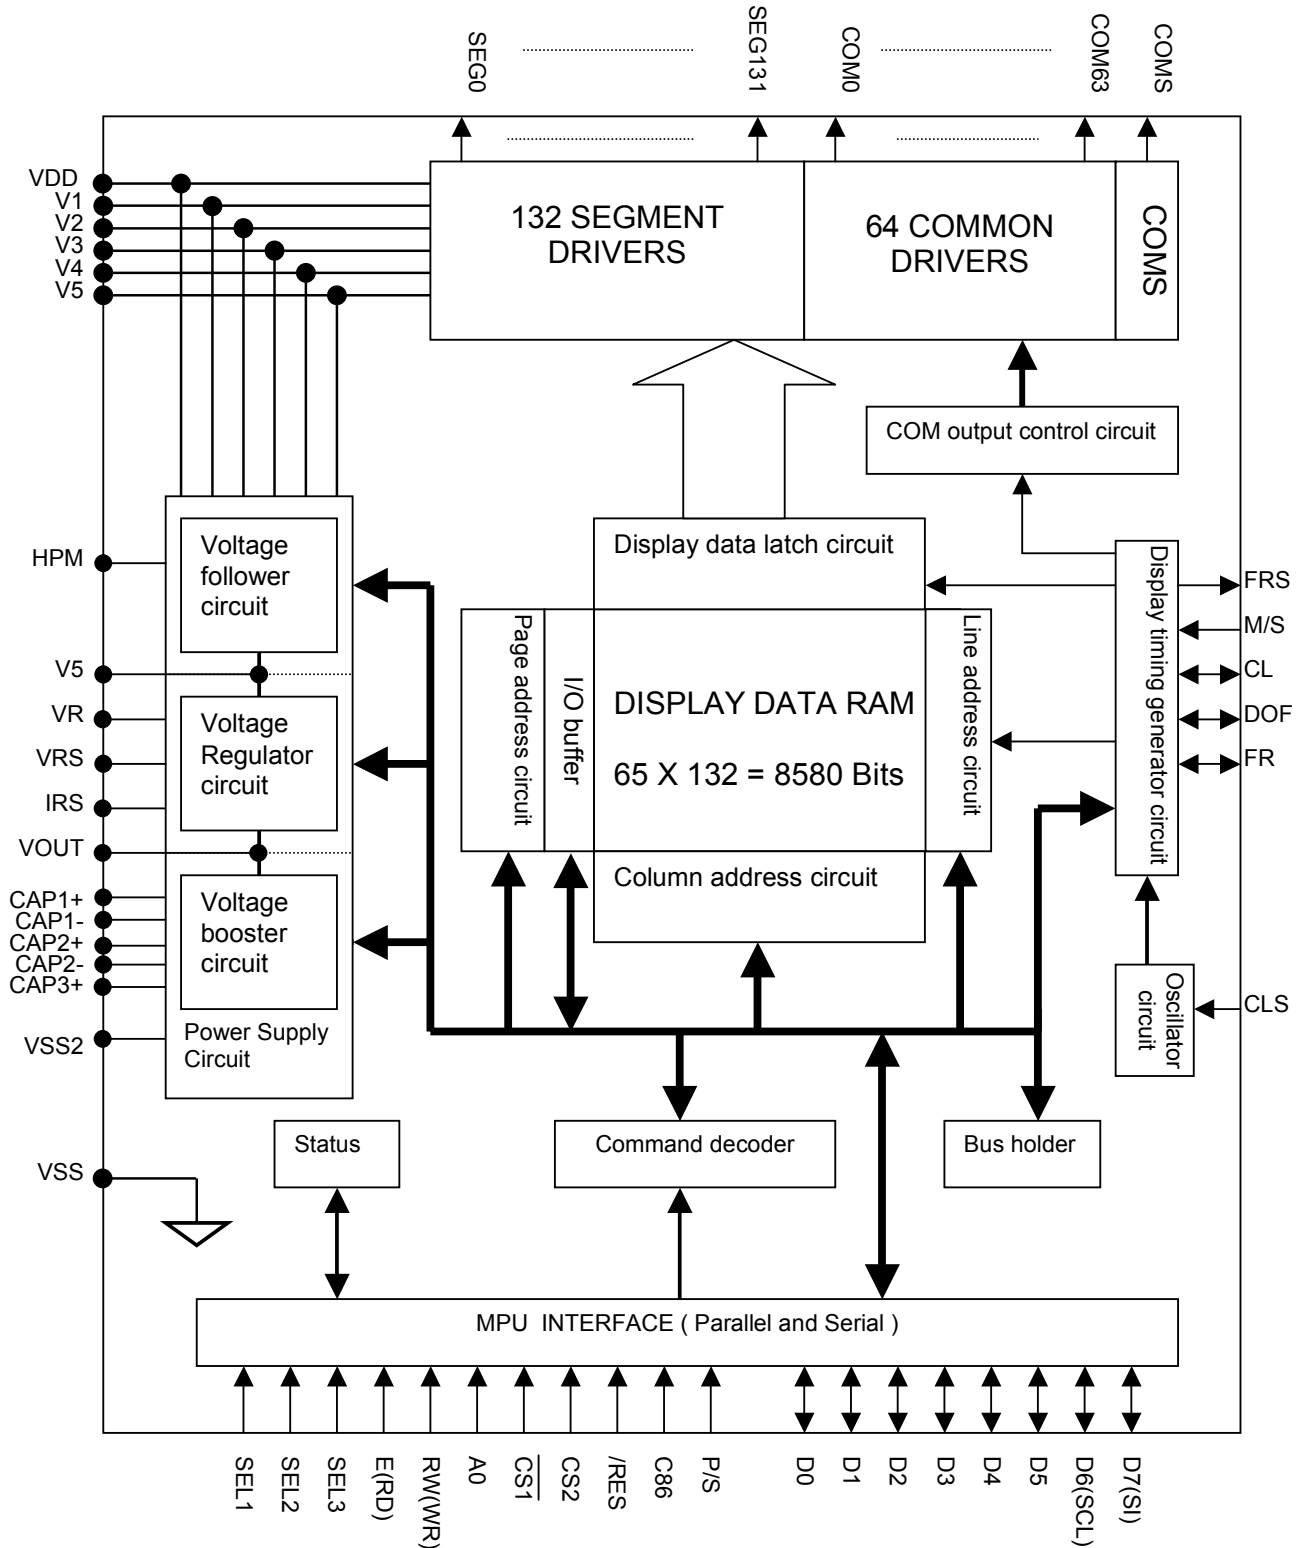 SEG0
SEG131
COM0
COM63
COMS
VDD
V1
V2
V3
V4
V5
132 SEGMENT
DRIVERS
64 COMMON
DRIVERS
COMS
COM output control circuit
HPM
V5
VR
VRS
IRS
VOUT
CAP1+
CAP1-
CAP2+
CAP2-
CAP3+
VSS2
VSS
Voltage
follower
circuit
Voltage
Regulator
circuit
Voltage
booster
circuit
Power Supply
Circuit
Display data latch circuit
Page address circuit
I/O buffer
DISPLAY DATA RAM
65 X 132 = 8580 Bits
Line address circuit
Column address circuit
Display timing generator circuit
FRS
M/S
CL
DOF
FR
Oscillator
circuit
CLS
Status
Command decoder
Bus holder
MPU INTERFACE ( Parallel and Serial )
SEL1
SEL2
SEL3
E(RD)
RW(WR)
A0
CS1
CS2
/RES
C86
P/S
D0
D1
D2
D3
D4
D5
D6(SCL)
D7(SI)